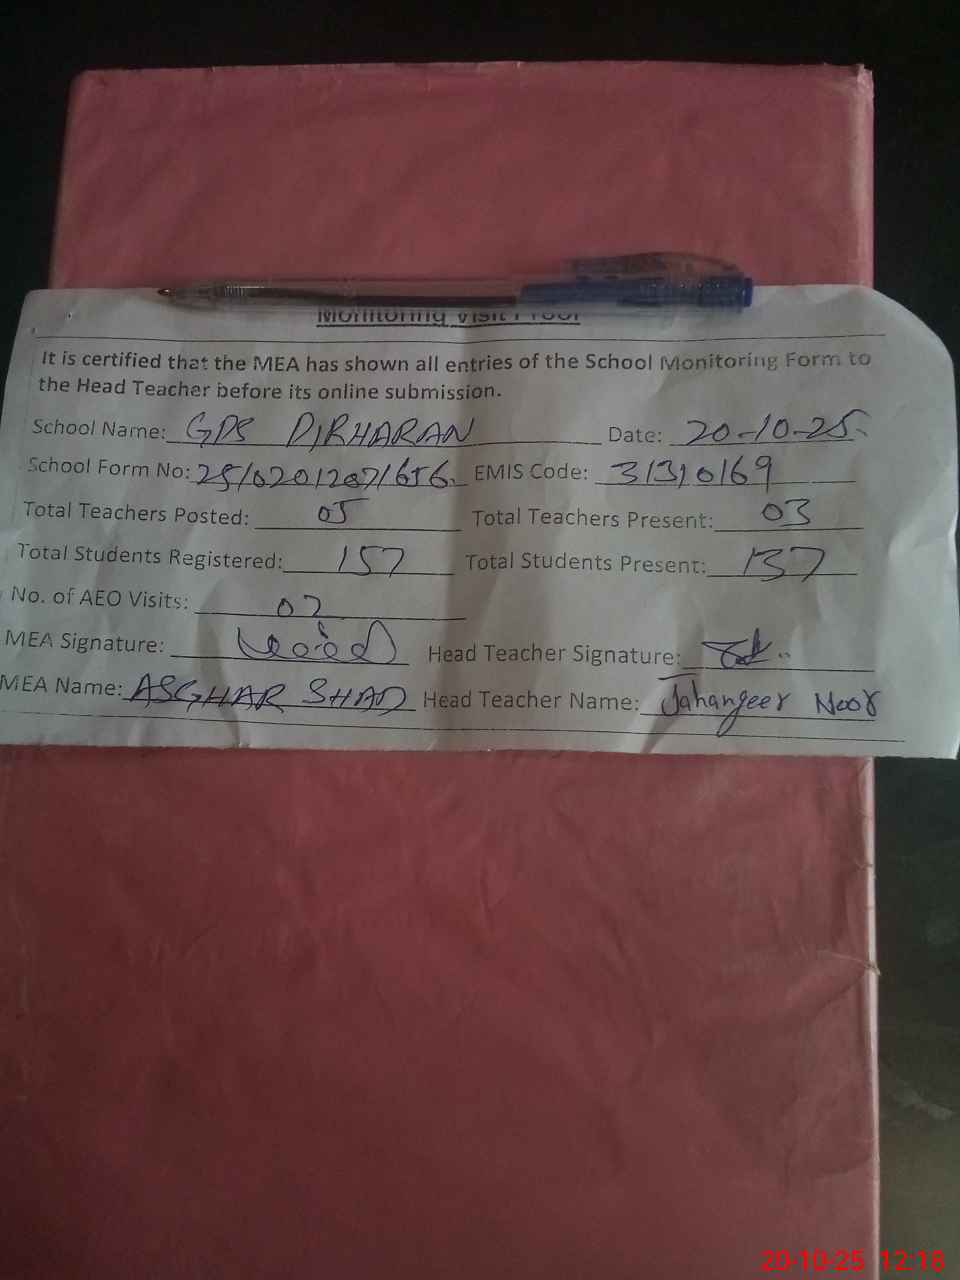 Monitoring Visit Proof
It is certified that the MEA has shown all entries of the School Monitoring Form to
the Head Teacher before its online submission.
School Name: GPS DIRHARAN Date: 20-10-25
School Form No: EMIS Code: 31310169
Total Teachers Posted: 05 Total Teachers Present: 03
Total Students Registered: 157 Total Students Present: 137
No. of AEO Visits: 02
MEA Signature: Head Teacher Signature:
MEA Name: ASGHAR SHAD Head Teacher Name: Jahangeer Noor
20-10-25 12:18